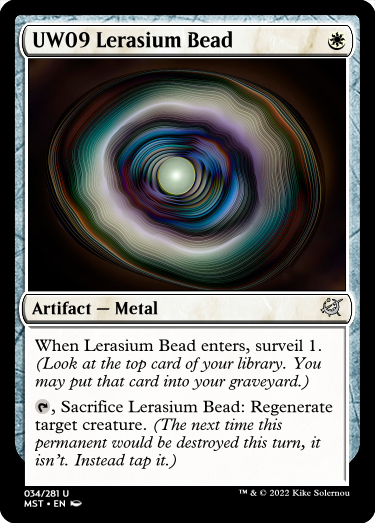 UW09 Lerasium Bead
Artifact — Metal
When Lerasium Bead enters, surveil 1.
(Look at the top card of your library. You
may put that card into your graveyard.)
, Sacrifice Lerasium Bead: Regenerate
target creature. (The next time this
permanent would be destroyed this turn, it
isn't. Instead tap it.)
034/281 U
MST • EN
™ & © 2022 Kike Solernou